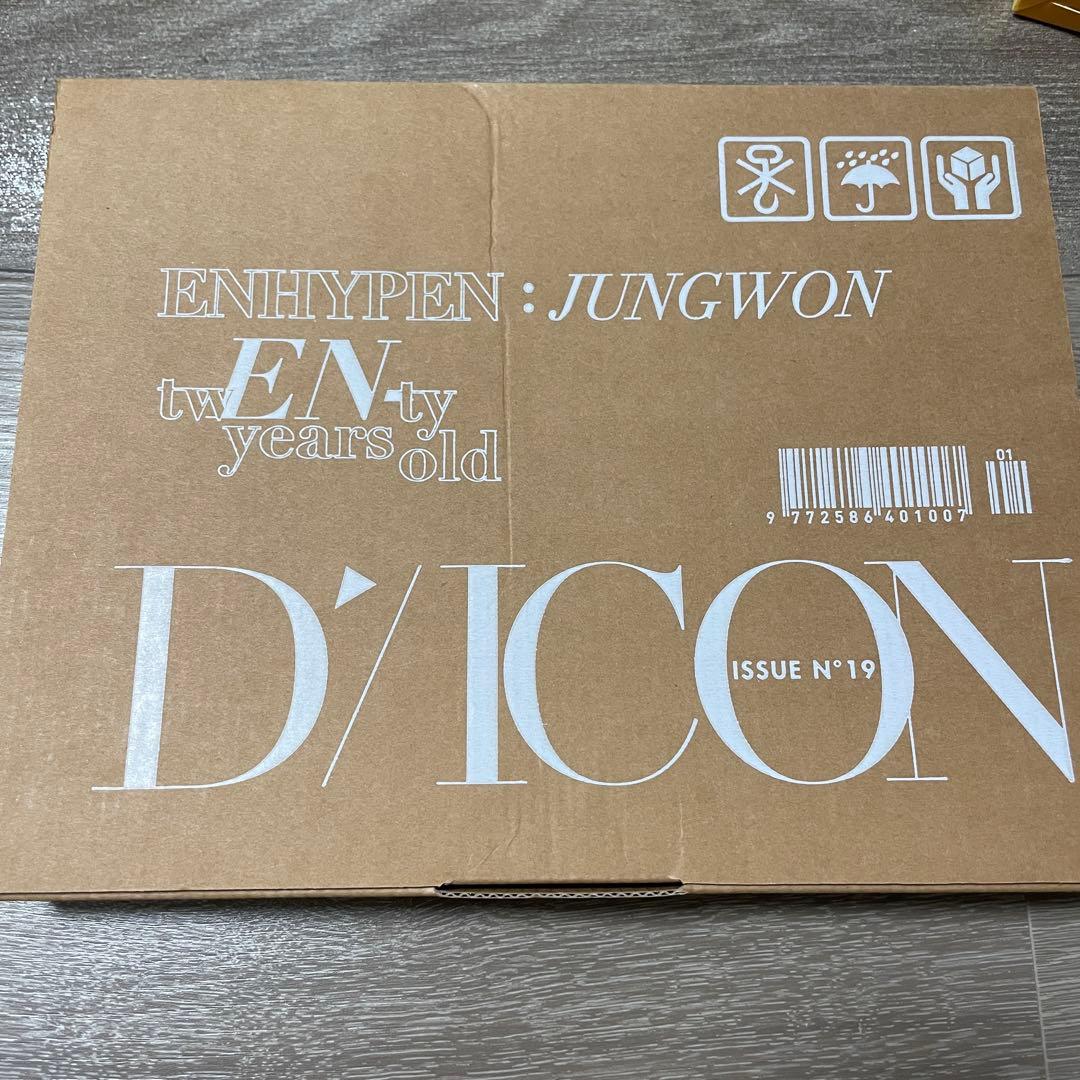 ENHYPEN : JUNGWON
twEN-ty
years old
01
9 772586 401007
D'/ICON
ISSUE N°19